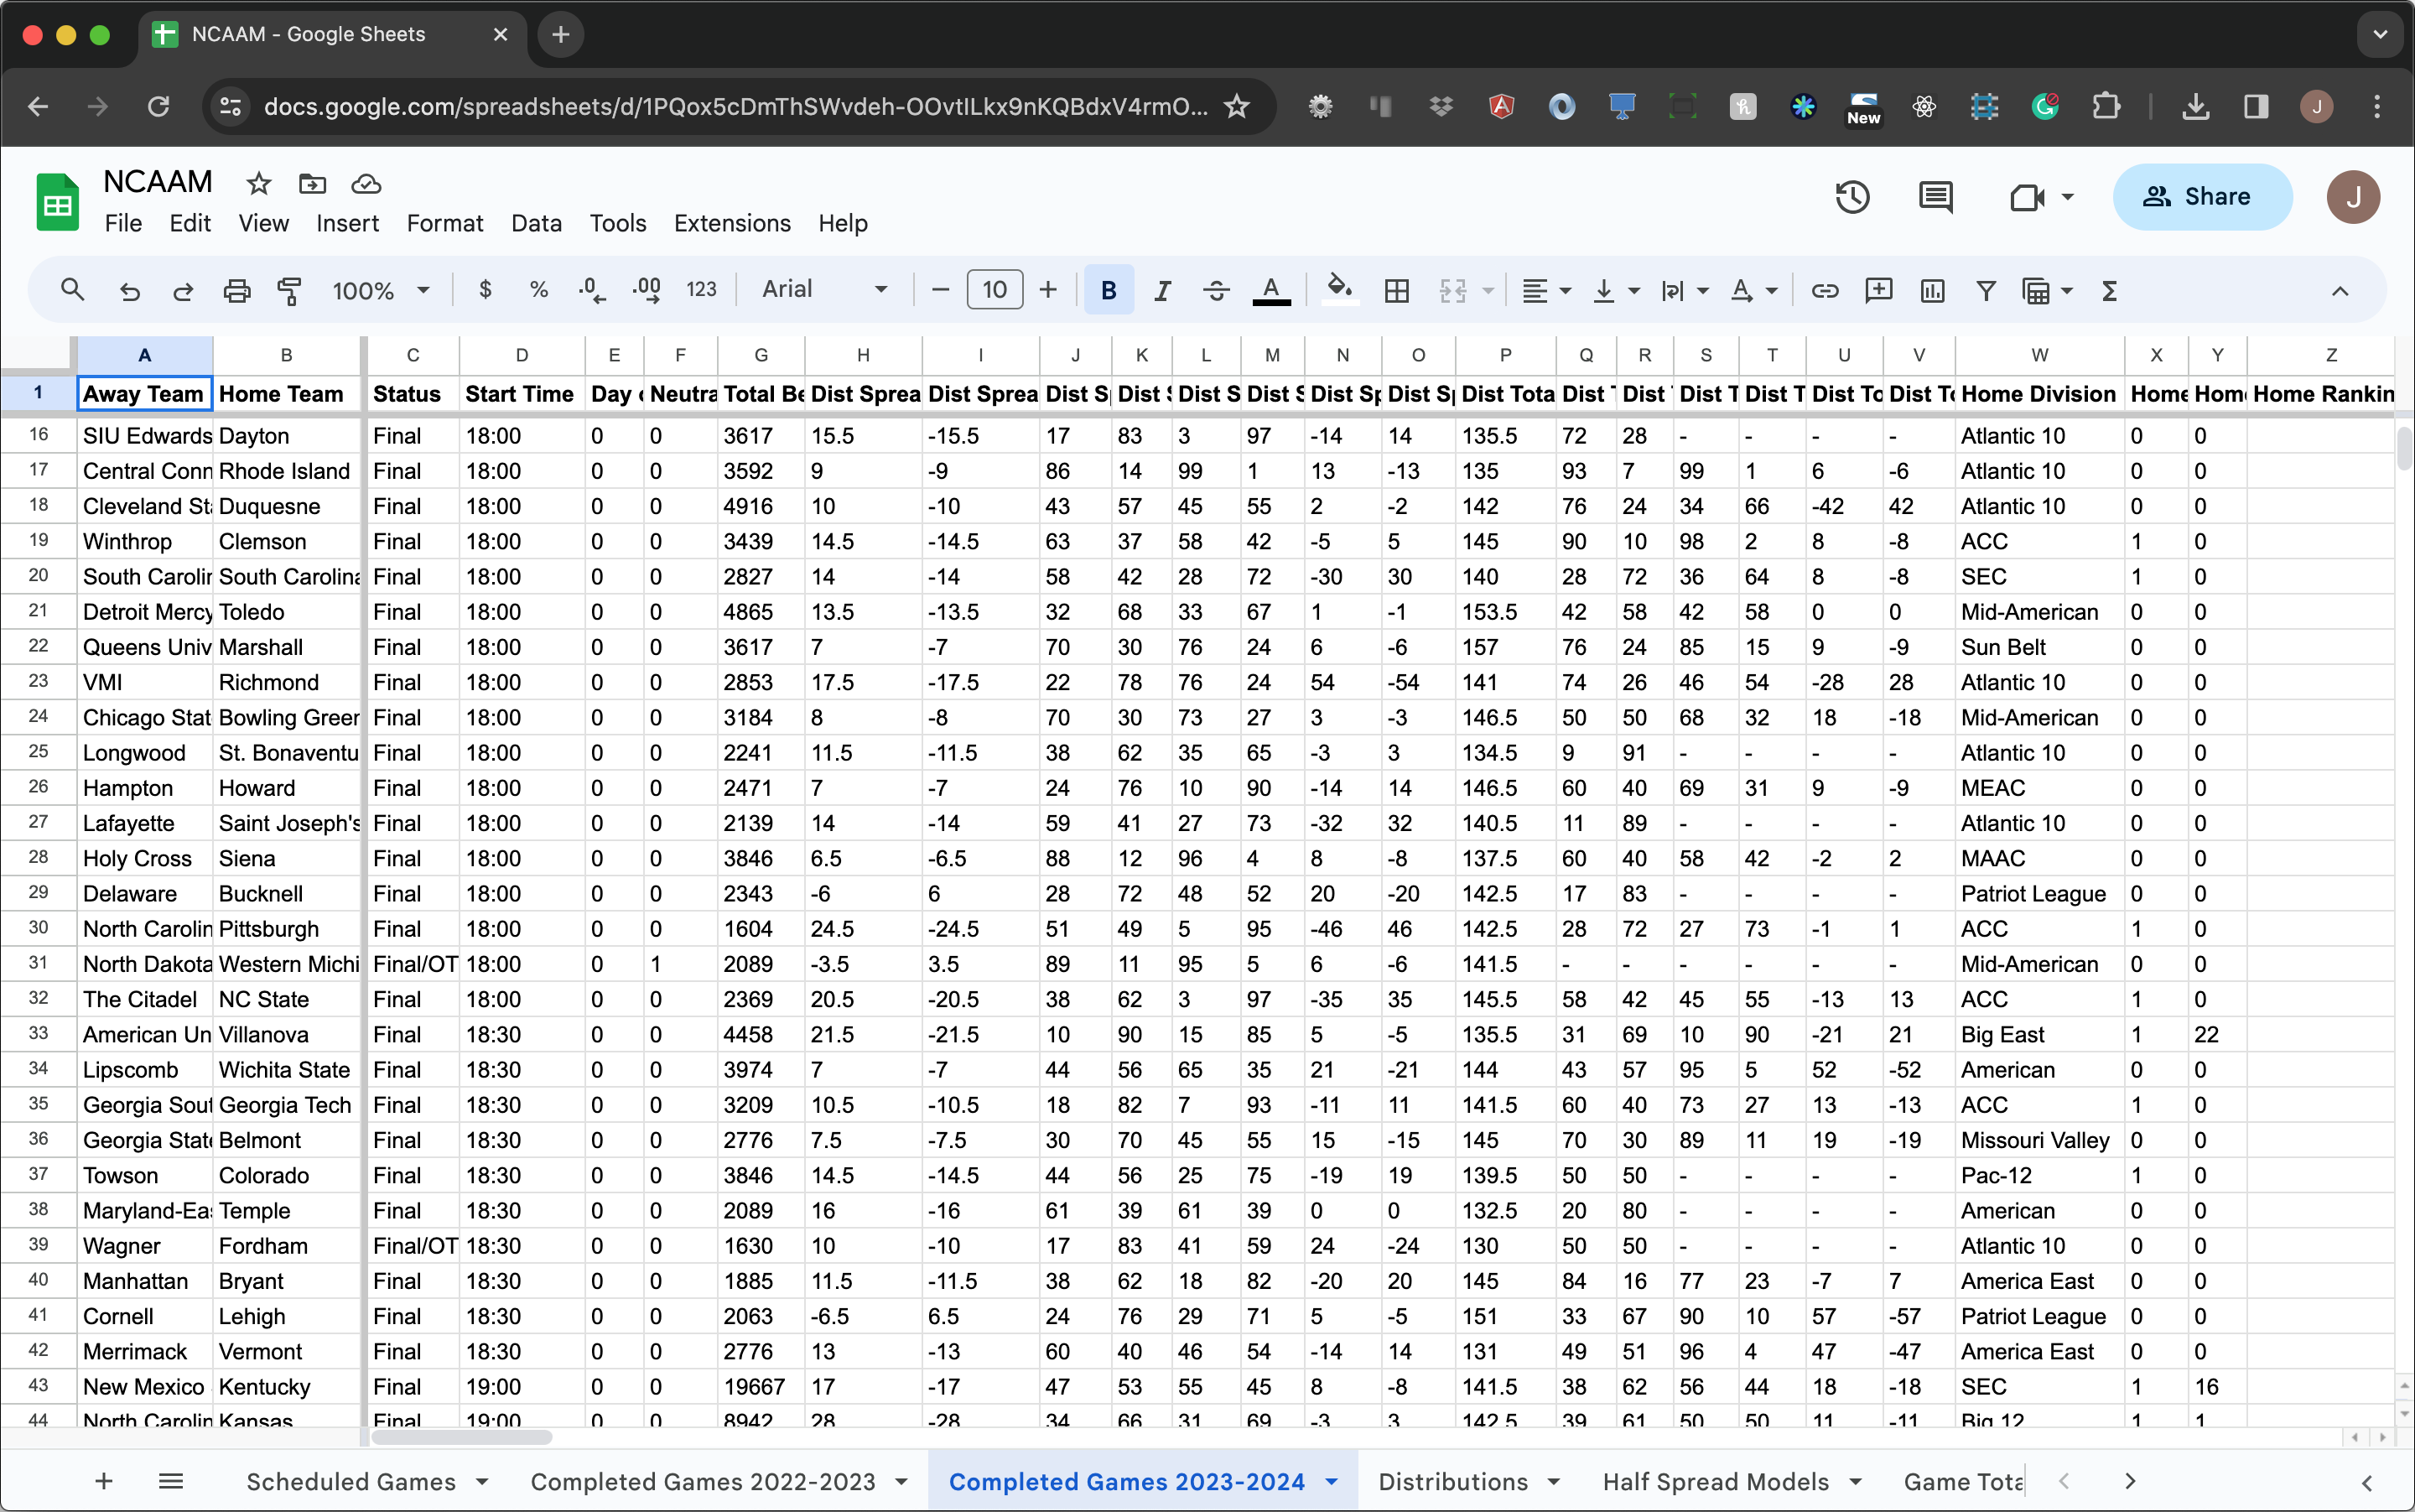 NCAAM - Google Sheets
docs.google.com/spreadsheets/d/1PQox5cDmThSWvdeh-OOvtILkx9nKQBdxV4rmO...
New
J
NCAAM
File Edit View Insert Format Data Tools Extensions Help
Share
J
100% $ % .0 .00 123 Arial 10 B I S A
A B C D E F G H I J K L M N O P Q R S T U V W X Y Z
1 Away Team Home Team Status Start Time Day Neutra Total Be Dist Sprea Dist Sprea Dist Sp Dist S Dist S Dist S Dist Sp Dist Sp Dist Tota Dist T Dist Dist T Dist T Dist To Dist To Home Division Home Home Home Rankin
16 SIU Edwards Dayton Final 18:00 0 0 3617 15.5 -15.5 17 83 3 97 -14 14 135.5 72 28 - - - - Atlantic 10 0 0
17 Central Conn Rhode Island Final 18:00 0 0 3592 9 -9 86 14 99 1 13 -13 135 93 7 99 1 6 -6 Atlantic 10 0 0
18 Cleveland Sta Duquesne Final 18:00 0 0 4916 10 -10 43 57 45 55 2 -2 142 76 24 34 66 -42 42 Atlantic 10 0 0
19 Winthrop Clemson Final 18:00 0 0 3439 14.5 -14.5 63 37 58 42 -5 5 145 90 10 98 2 8 -8 ACC 1 0
20 South Carolin South Carolina Final 18:00 0 0 2827 14 -14 58 42 28 72 -30 30 140 28 72 36 64 8 -8 SEC 1 0
21 Detroit Mercy Toledo Final 18:00 0 0 4865 13.5 -13.5 32 68 33 67 1 -1 153.5 42 58 42 58 0 0 Mid-American 0 0
22 Queens Univ Marshall Final 18:00 0 0 3617 7 -7 70 30 76 24 6 -6 157 76 24 85 15 9 -9 Sun Belt 0 0
23 VMI Richmond Final 18:00 0 0 2853 17.5 -17.5 22 78 76 24 54 -54 141 74 26 46 54 -28 28 Atlantic 10 0 0
24 Chicago Stat Bowling Green Final 18:00 0 0 3184 8 -8 70 30 73 27 3 -3 146.5 50 50 68 32 18 -18 Mid-American 0 0
25 Longwood St. Bonaventu Final 18:00 0 0 2241 11.5 -11.5 38 62 35 65 -3 3 134.5 9 91 - - - - Atlantic 10 0 0
26 Hampton Howard Final 18:00 0 0 2471 7 -7 24 76 10 90 -14 14 146.5 60 40 69 31 9 -9 MEAC 0 0
27 Lafayette Saint Joseph's Final 18:00 0 0 2139 14 -14 59 41 27 73 -32 32 140.5 11 89 - - - - Atlantic 10 0 0
28 Holy Cross Siena Final 18:00 0 0 3846 6.5 -6.5 88 12 96 4 8 -8 137.5 60 40 58 42 -2 2 MAAC 0 0
29 Delaware Bucknell Final 18:00 0 0 2343 -6 6 28 72 48 52 20 -20 142.5 17 83 - - - - Patriot League 0 0
30 North Carolin Pittsburgh Final 18:00 0 0 1604 24.5 -24.5 51 49 5 95 -46 46 142.5 28 72 27 73 -1 1 ACC 1 0
31 North Dakota Western Michi Final/OT 18:00 0 1 2089 -3.5 3.5 89 11 95 5 6 -6 141.5 - - - - - - Mid-American 0 0
32 The Citadel NC State Final 18:00 0 0 2369 20.5 -20.5 38 62 3 97 -35 35 145.5 58 42 45 55 -13 13 ACC 1 0
33 American Un Villanova Final 18:30 0 0 4458 21.5 -21.5 10 90 15 85 5 -5 135.5 31 69 10 90 -21 21 Big East 1 22
34 Lipscomb Wichita State Final 18:30 0 0 3974 7 -7 44 56 65 35 21 -21 144 43 57 95 5 52 -52 American 0 0
35 Georgia Sout Georgia Tech Final 18:30 0 0 3209 10.5 -10.5 18 82 7 93 -11 11 141.5 60 40 73 27 13 -13 ACC 1 0
36 Georgia State Belmont Final 18:30 0 0 2776 7.5 -7.5 30 70 45 55 15 -15 145 70 30 89 11 19 -19 Missouri Valley 0 0
37 Towson Colorado Final 18:30 0 0 3846 14.5 -14.5 44 56 25 75 -19 19 139.5 50 50 - - - - Pac-12 1 0
38 Maryland-Eas Temple Final 18:30 0 0 2089 16 -16 61 39 61 39 0 0 132.5 20 80 - - - - American 0 0
39 Wagner Fordham Final/OT 18:30 0 0 1630 10 -10 17 83 41 59 24 -24 130 50 50 - - - - Atlantic 10 0 0
40 Manhattan Bryant Final 18:30 0 0 1885 11.5 -11.5 38 62 18 82 -20 20 145 84 16 77 23 -7 7 America East 0 0
41 Cornell Lehigh Final 18:30 0 0 2063 -6.5 6.5 24 76 29 71 5 -5 151 33 67 90 10 57 -57 Patriot League 0 0
42 Merrimack Vermont Final 18:30 0 0 2776 13 -13 60 40 46 54 -14 14 131 49 51 96 4 47 -47 America East 0 0
43 New Mexico Kentucky Final 19:00 0 0 19667 17 -17 47 53 55 45 8 -8 141.5 38 62 56 44 18 -18 SEC 1 16
44 North Carolin Kansas Final 19:00 0 0 8942 28 -28 34 66 31 69 -3 3 142.5 39 61 50 50 11 -11 Big 12 1 1
Scheduled Games Completed Games 2022-2023 Completed Games 2023-2024 Distributions Half Spread Models Game Tota